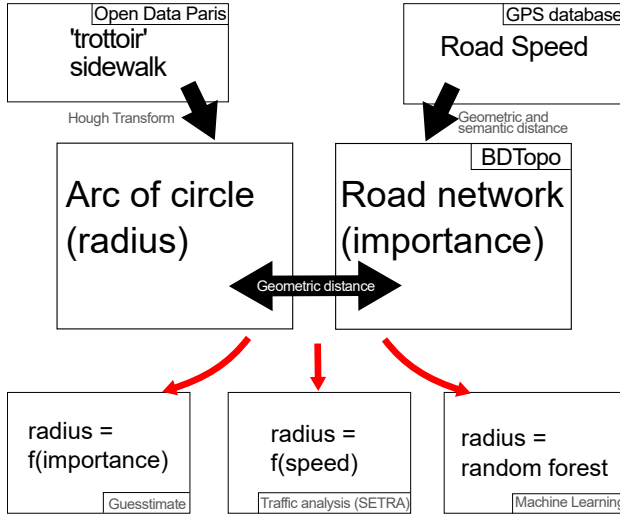 Open Data Paris
'trottoir'
sidewalk
GPS database
Road Speed
Hough Transform
Geometric and
semantic distance
Arc of circle
(radius)
BDTopo
Road network
(importance)
Geometric distance
radius =
f(importance)
Guesstimate
radius =
f(speed)
Traffic analysis (SETRA)
radius =
random forest
Machine Learning